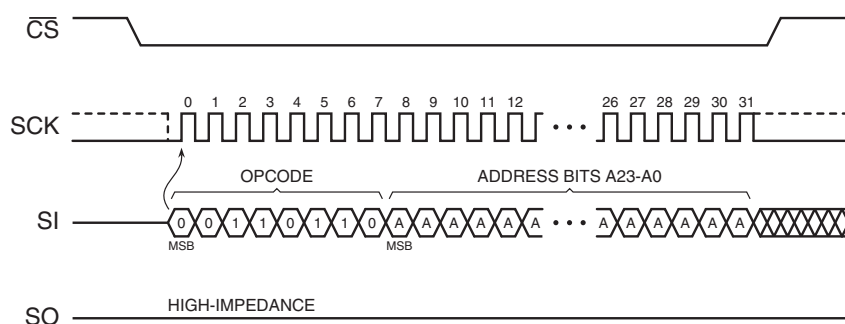 CS
0 1 2 3 4 5 6 7 8 9 10 11 12 26 27 28 29 30 31
SCK
OPCODE ADDRESS BITS A23-A0
SI 0 0 1 1 0 1 1 0 A A A A A A A A A A A A
MSB MSB
HIGH-IMPEDANCE
SO